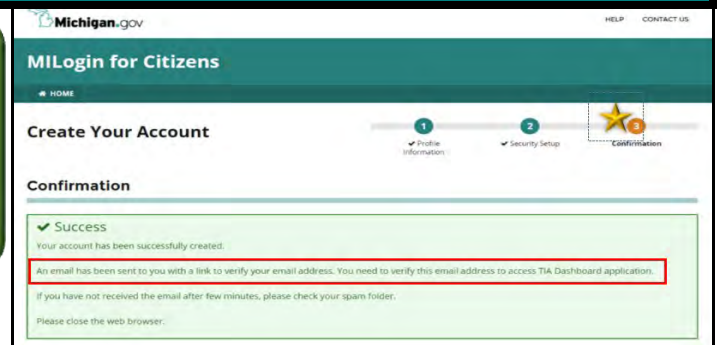 Michigan.gov
HELP CONTACT US
MILogin for Citizens
HOME
Create Your Account
1
2
3
✔ Profile Information
✔ Security Setup
Confirmation
Confirmation
✔ Success
Your account has been successfully created.
An email has been sent to you with a link to verify your email address. You need to verify this email address to access TIA Dashboard application.
If you have not received the email after few minutes, please check your spam folder.
Please close the web browser.